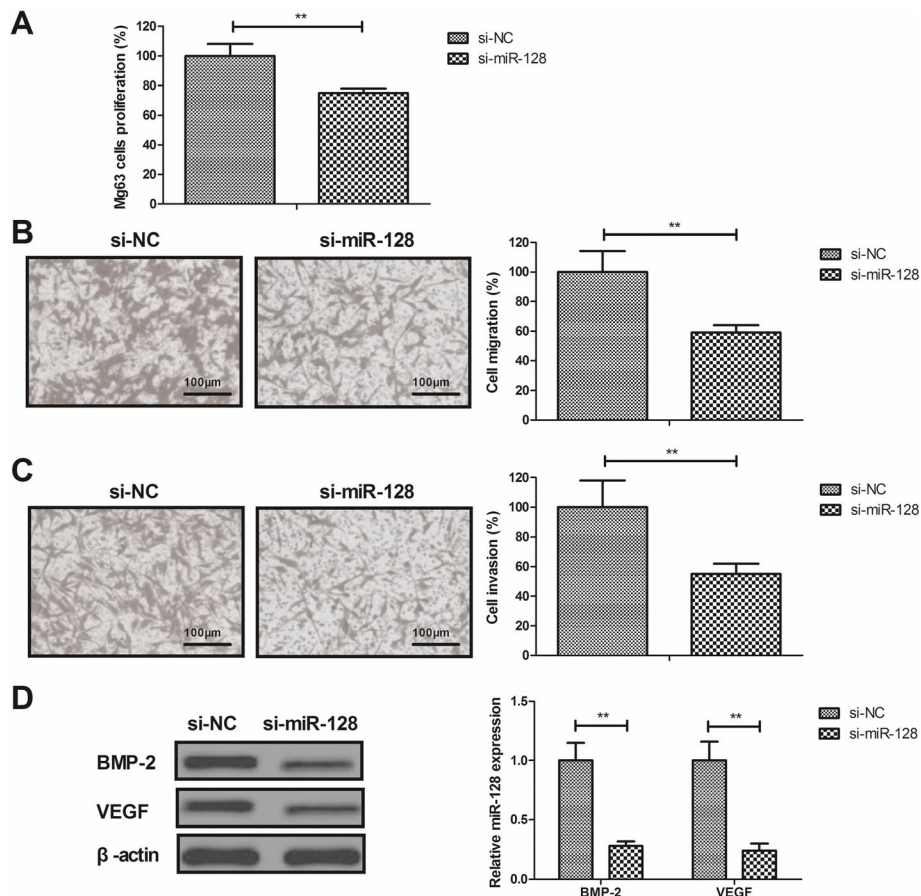 A
Mg63 cells proliferation (%)
120
100
80
60
40
20
0
**
si-NC
si-miR-128
B
si-NC
si-miR-128
100μm
100μm
Cell migration (%)
120
100
80
60
40
20
0
**
si-NC
si-miR-128
C
si-NC
si-miR-128
100μm
100μm
Cell invasion (%)
120
100
80
60
40
20
0
**
si-NC
si-miR-128
D
si-NC si-miR-128
BMP-2
VEGF
β -actin
Relative miR-128 expression
1.5
1.0
0.5
0.0
** **
BMP-2 VEGF
si-NC
si-miR-128